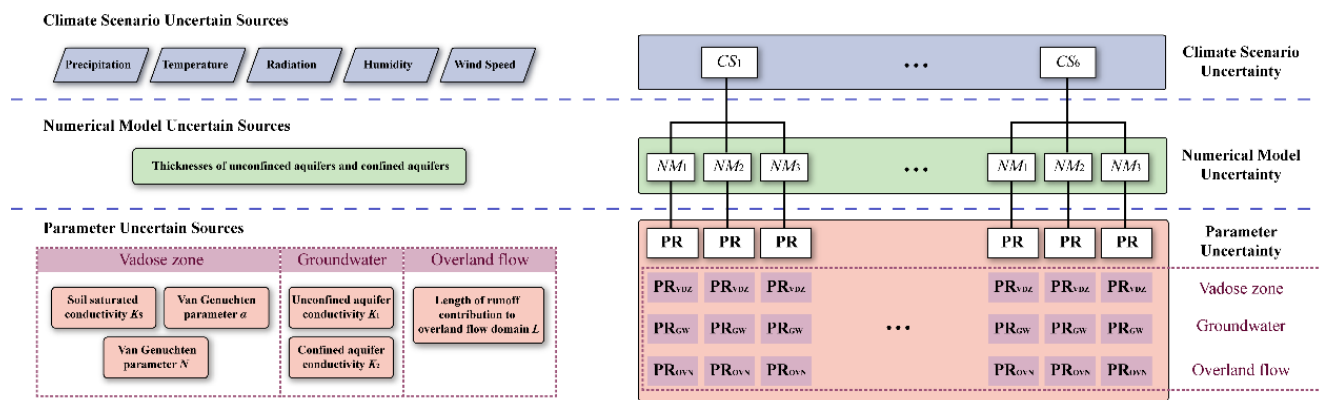 Climate Scenario Uncertain Sources
Precipitation
Temperature
Radiation
Humidity
Wind Speed
Numerical Model Uncertain Sources
Thicknesses of unconfinced aquifers and confined aquifers
Parameter Uncertain Sources
Vadose zone
Groundwater
Overland flow
Soil saturated
conductivity KS
Van Genuchten
parameter α
Van Genuchten
parameter N
Unconfined aquifer
conductivity K1
Confined aquifer
conductivity K2
Length of runoff
contribution to
overland flow domain L
CS1
...
CS6
Climate Scenario
Uncertainty
NM1 NM2 NM3
...
NM1 NM2 NM3
Numerical Model
Uncertainty
PR PR PR
PR PR PR
Parameter
Uncertainty
PRVDZ PRVDZ PRVDZ
PRVDZ PRVDZ PRVDZ
Vadose zone
PRGW PRGW PRGW
...
PRGW PRGW PRGW
Groundwater
PROVN PROVN PROVN
PROVN PROVN PROVN
Overland flow